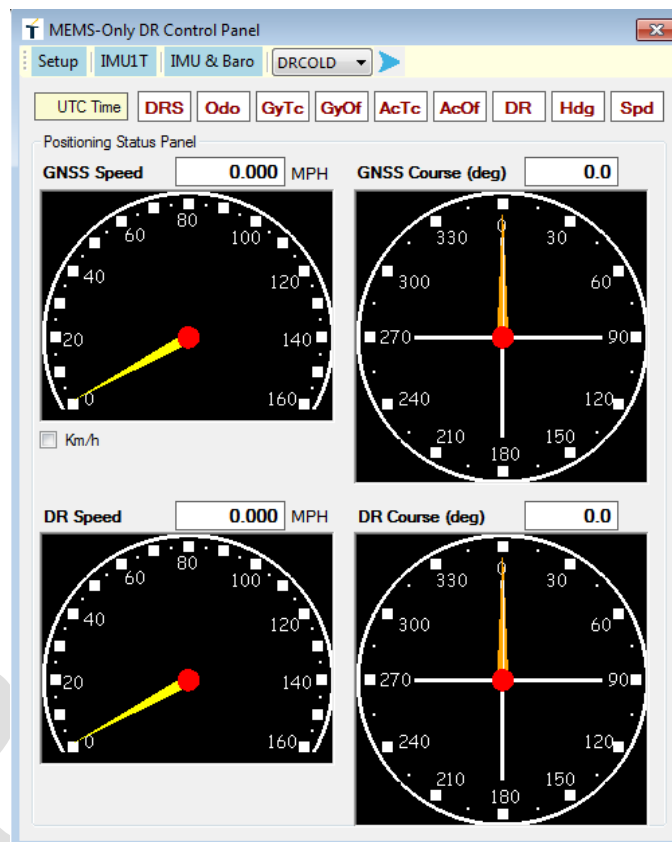 MEMS-Only DR Control Panel
Setup IMU1T IMU & Baro DRCOLD
UTC Time DRS Odo GyTc GyOf AcTc AcOf DR Hdg Spd
Positioning Status Panel
GNSS Speed 0.000 MPH GNSS Course (deg) 0.0
0 20 40 60 80 100 120 140 160
0 30 60 90 120 150 180 210 240 270 300 330
Km/h
DR Speed 0.000 MPH DR Course (deg) 0.0
0 20 40 60 80 100 120 140 160
0 30 60 90 120 150 180 210 240 270 300 330